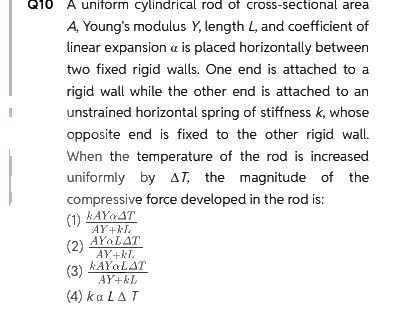 Q10 A uniform cylindrical rod of cross-sectional area
A, Young's modulus Y, length L, and coefficient of
linear expansion α is placed horizontally between
two fixed rigid walls. One end is attached to a
rigid wall while the other end is attached to an
unstrained horizontal spring of stiffness k, whose
opposite end is fixed to the other rigid wall.
When the temperature of the rod is increased
uniformly by ΔT, the magnitude of the
compressive force developed in the rod is:
(1) kAYαΔT / AY+kL
(2) AYαLΔT / AY+kL
(3) kAYαLΔT / AY+kL
(4) k α L Δ T